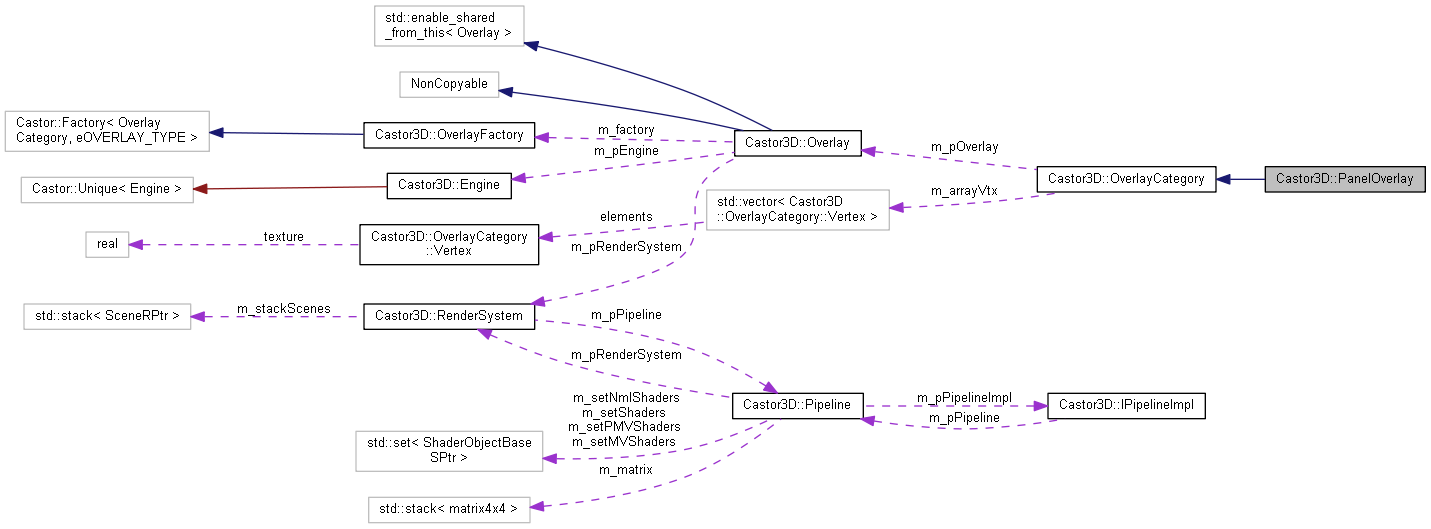 std::enable_shared
_from_this< Overlay >
NonCopyable
Castor::Factory< Overlay
Category, eOVERLAY_TYPE >
Castor3D::OverlayFactory
m_factory
Castor3D::Overlay
m_pOverlay
m_pEngine
Castor::Unique< Engine >
Castor3D::Engine
Castor3D::OverlayCategory
Castor3D::PanelOverlay
m_arrayVtx
std::vector< Castor3D
::OverlayCategory::Vertex >
elements
real
texture
Castor3D::OverlayCategory
::Vertex
m_pRenderSystem
std::stack< SceneRPtr >
m_stackScenes
Castor3D::RenderSystem
m_pPipeline
m_pRenderSystem
Castor3D::Pipeline
m_pPipelineImpl
Castor3D::IPipelineImpl
m_pPipeline
m_setNmlShaders
m_setShaders
m_setPMVShaders
m_setMVShaders
std::set< ShaderObjectBase
SPtr >
m_matrix
std::stack< matrix4x4 >